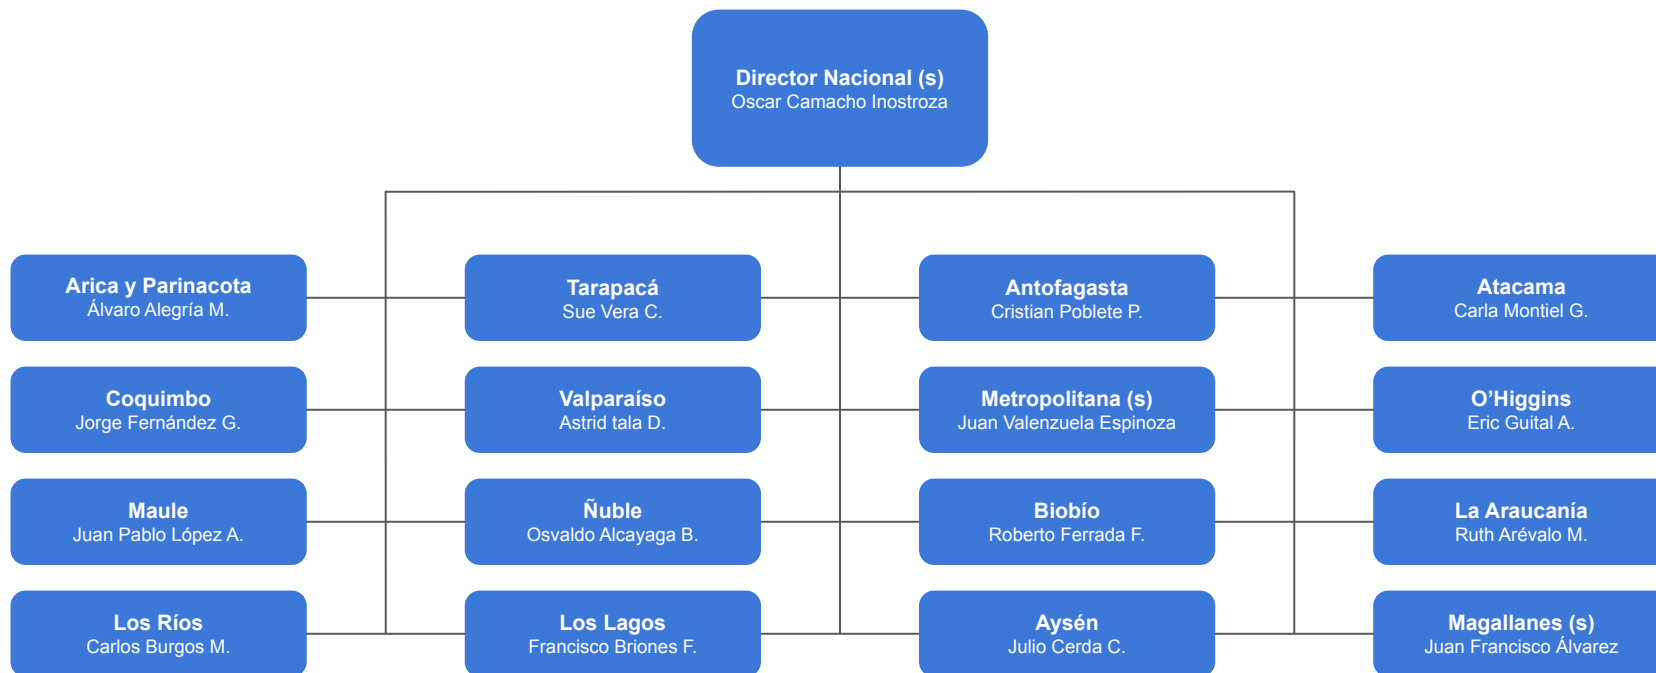 Director Nacional (s)
Oscar Camacho Inostroza
Arica y Parinacota
Álvaro Alegría M.
Tarapacá
Sue Vera C.
Antofagasta
Cristian Poblete P.
Atacama
Carla Montiel G.
Coquimbo
Jorge Fernández G.
Valparaíso
Astrid tala D.
Metropolitana (s)
Juan Valenzuela Espinoza
O’Higgins
Eric Guital A.
Maule
Juan Pablo López A.
Ñuble
Osvaldo Alcayaga B.
Biobío
Roberto Ferrada F.
La Araucanía
Ruth Arévalo M.
Los Ríos
Carlos Burgos M.
Los Lagos
Francisco Briones F.
Aysén
Julio Cerda C.
Magallanes (s)
Juan Francisco Álvarez